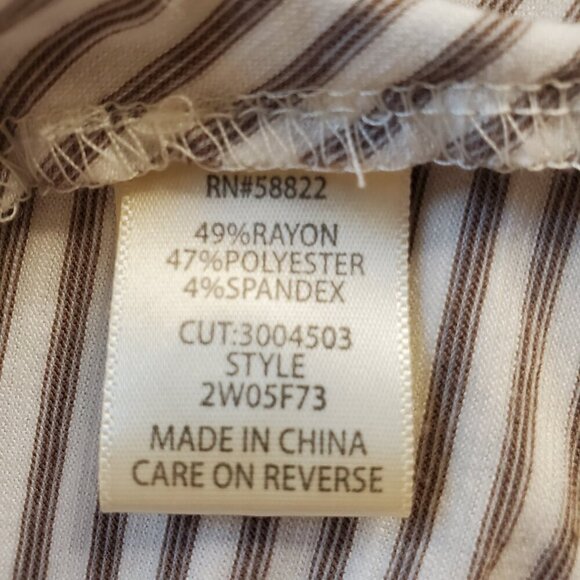 RN#58822
49%RAYON
47%POLYESTER
4%SPANDEX
CUT:3004503
STYLE
2W05F73
MADE IN CHINA
CARE ON REVERSE